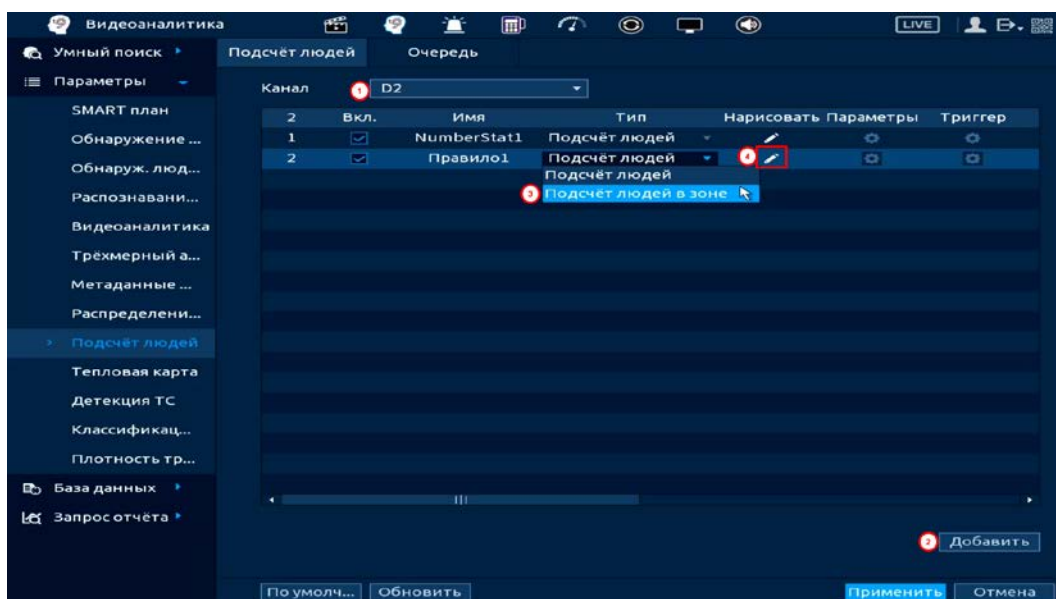 Видеоаналитика LIVE
Умный поиск
Подсчёт людей Очередь
Параметры
Канал 1 D2
SMART план
2 Вкл. Имя Тип Нарисовать Параметры Триггер
Обнаружение ...
1 NumberStat1 Подсчёт людей
2 Правило1 Подсчёт людей 4
Обнаруж. люд...
Подсчёт людей
3 Подсчёт людей в зоне
Распознавани...
Видеоаналитика
Трёхмерный а...
Метаданные ...
Распределени...
Подсчёт людей
Тепловая карта
Детекция ТС
Классификац...
Плотность тр...
База данных
Запрос отчёта
2 Добавить
По умолч... Обновить Применить Отмена